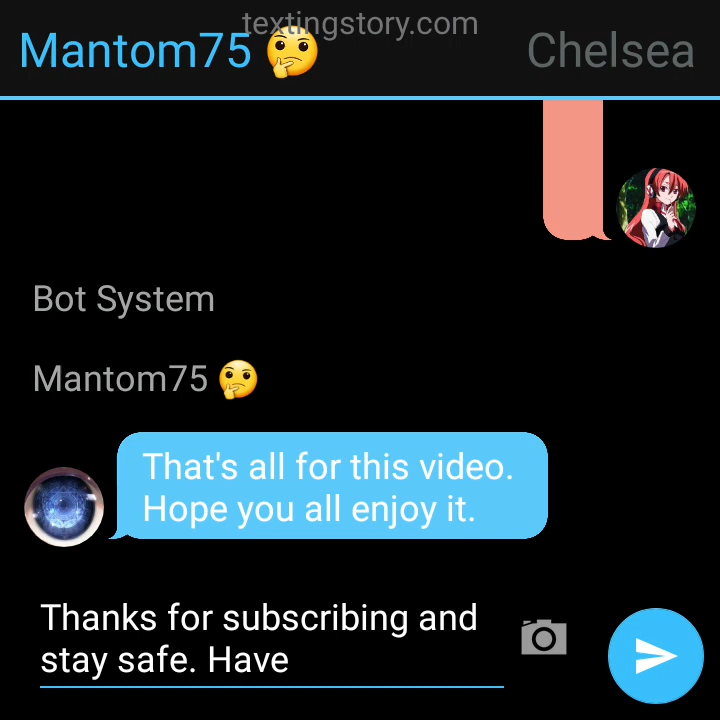 textingstory.com
Mantom75 🤔 Chelsea
Bot System
Mantom75 🤔
That's all for this video.
Hope you all enjoy it.
Thanks for subscribing and
stay safe. Have